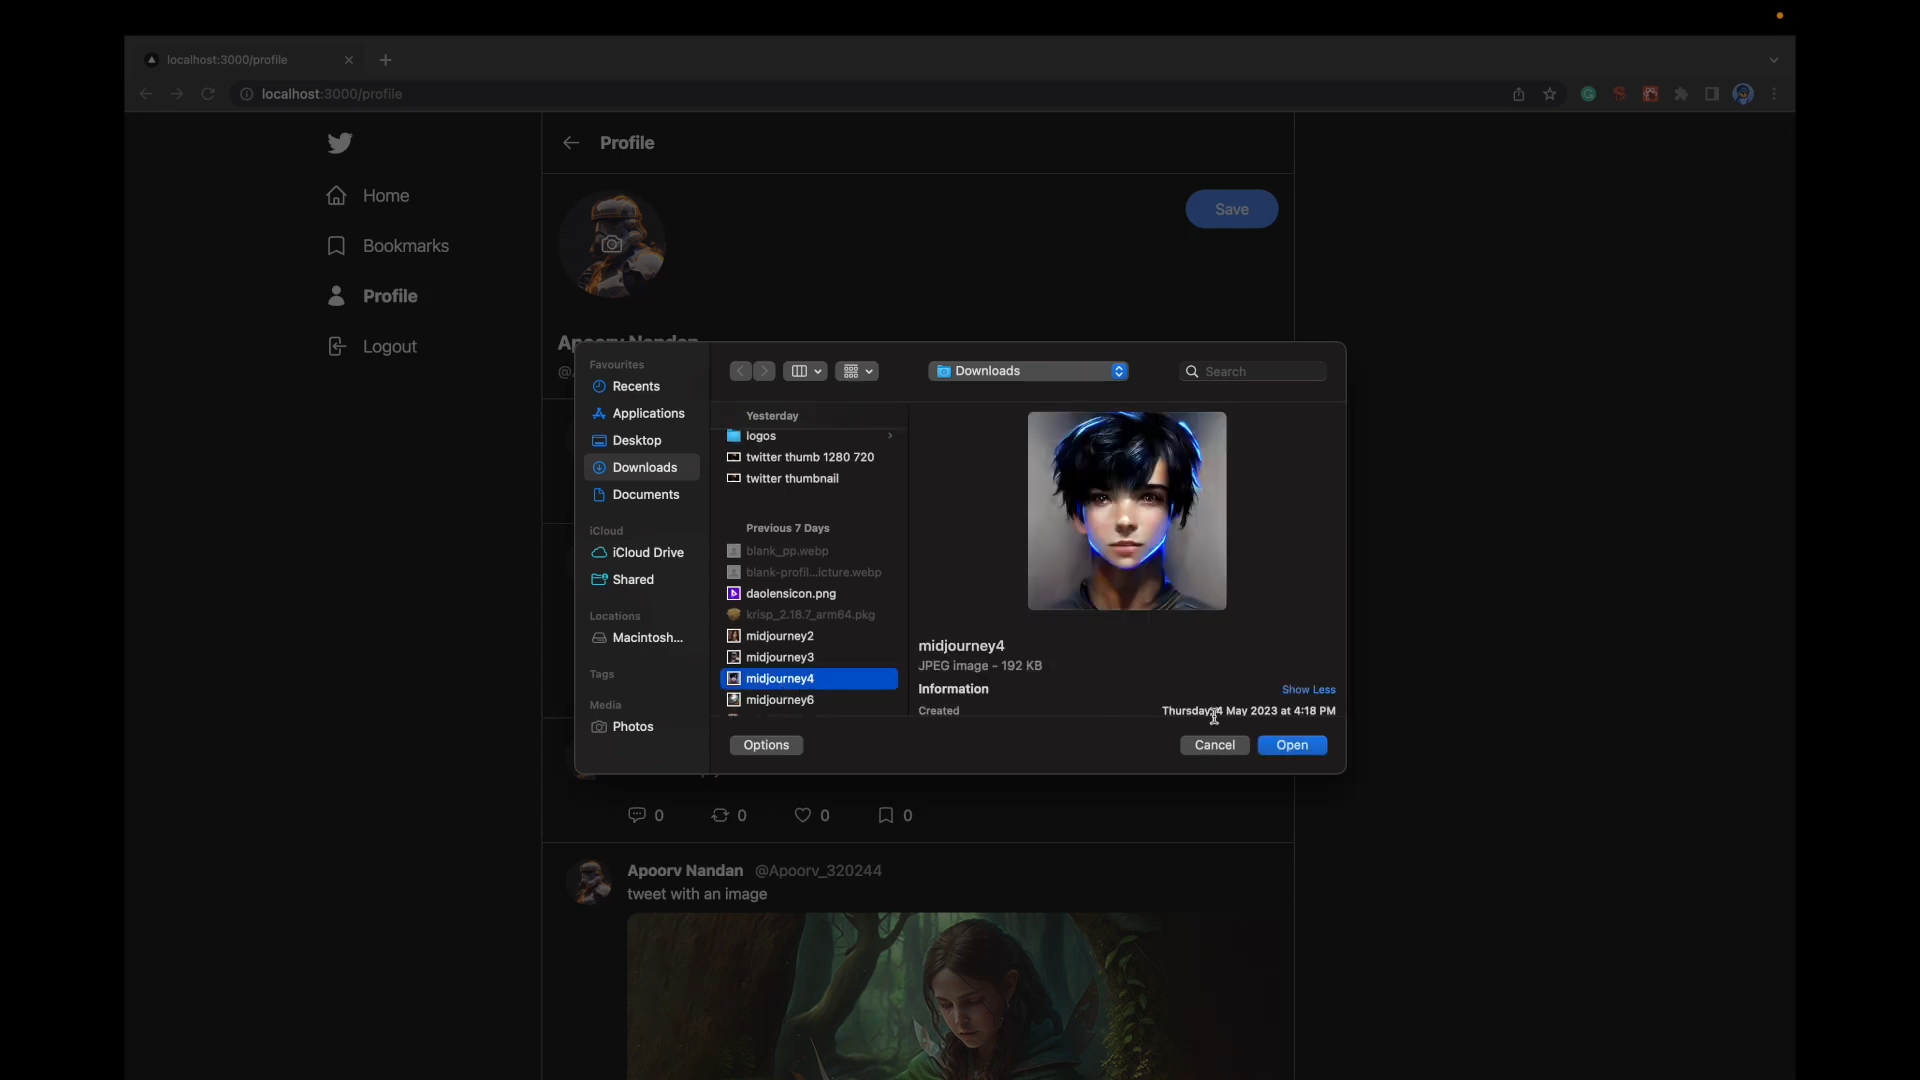 localhost:3000/profile
localhost:3000/profile
Profile
Home
Save
Bookmarks
Profile
Logout
Apoorv Nandan
Favourites
Recents
Applications
Desktop
Downloads
Documents
iCloud
iCloud Drive
Shared
Locations
Macintosh...
Tags
Media
Photos
Downloads
Search
Yesterday
logos
twitter thumb 1280 720
twitter thumbnail
Previous 7 Days
blank_pp.webp
blank-profil...icture.webp
daolensicon.png
krisp_2.18.7_arm64.pkg
midjourney2
midjourney3
midjourney4
midjourney6
midjourney4
JPEG image - 192 KB
Information
Show Less
Created
Thursday, 4 May 2023 at 4:18 PM
Options
Cancel
Open
0 0 0 0
Apoorv Nandan @Apoorv_320244
tweet with an image